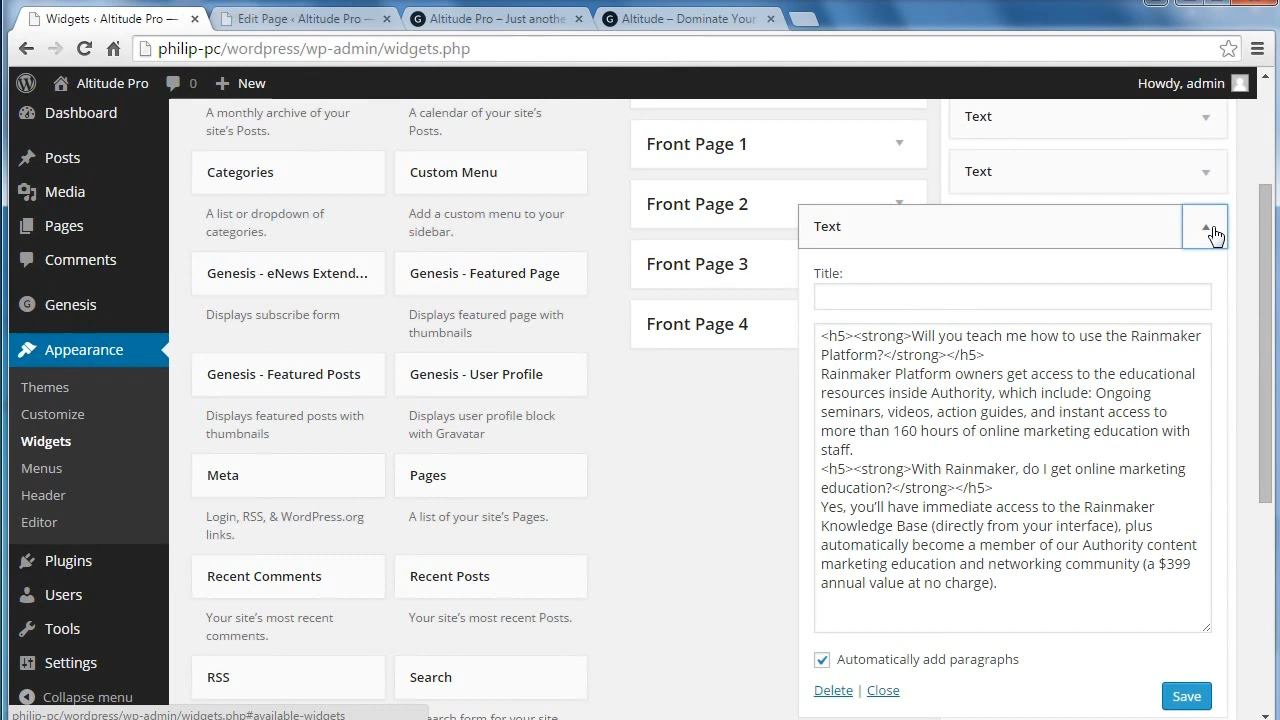 Widgets ‹ Altitude Pro —
Edit Page ‹ Altitude Pro —
Altitude Pro – Just anothe
Altitude – Dominate Your
philip-pc/wordpress/wp-admin/widgets.php
Altitude Pro
0
New
Howdy, admin
Dashboard
Posts
Media
Pages
Comments
Genesis
Appearance
Themes
Customize
Widgets
Menus
Header
Editor
Plugins
Users
Tools
Settings
Collapse menu
A monthly archive of your
site's Posts.
A calendar of your site's
Posts.
Categories
Custom Menu
A list or dropdown of
categories.
Add a custom menu to your
sidebar.
Genesis - eNews Extend...
Genesis - Featured Page
Displays subscribe form
Displays featured page with
thumbnails
Genesis - Featured Posts
Genesis - User Profile
Displays featured posts with
thumbnails
Displays user profile block
with Gravatar
Meta
Pages
Login, RSS, & WordPress.org
links.
A list of your site's Pages.
Recent Comments
Recent Posts
Your site's most recent
comments.
Your site's most recent Posts.
RSS
Search
search form for your site.
Front Page 1
Front Page 2
Front Page 3
Front Page 4
Text
Text
Text
Title:
<h5><strong>Will you teach me how to use the Rainmaker
Platform?</strong></h5>
Rainmaker Platform owners get access to the educational
resources inside Authority, which include: Ongoing
seminars, videos, action guides, and instant access to
more than 160 hours of online marketing education with
staff.
<h5><strong>With Rainmaker, do I get online marketing
education?</strong></h5>
Yes, you'll have immediate access to the Rainmaker
Knowledge Base (directly from your interface), plus
automatically become a member of our Authority content
marketing education and networking community (a $399
annual value at no charge).
Automatically add paragraphs
Delete | Close
Save
philip-pc/wordpress/wp-admin/widgets.php#available-widgets